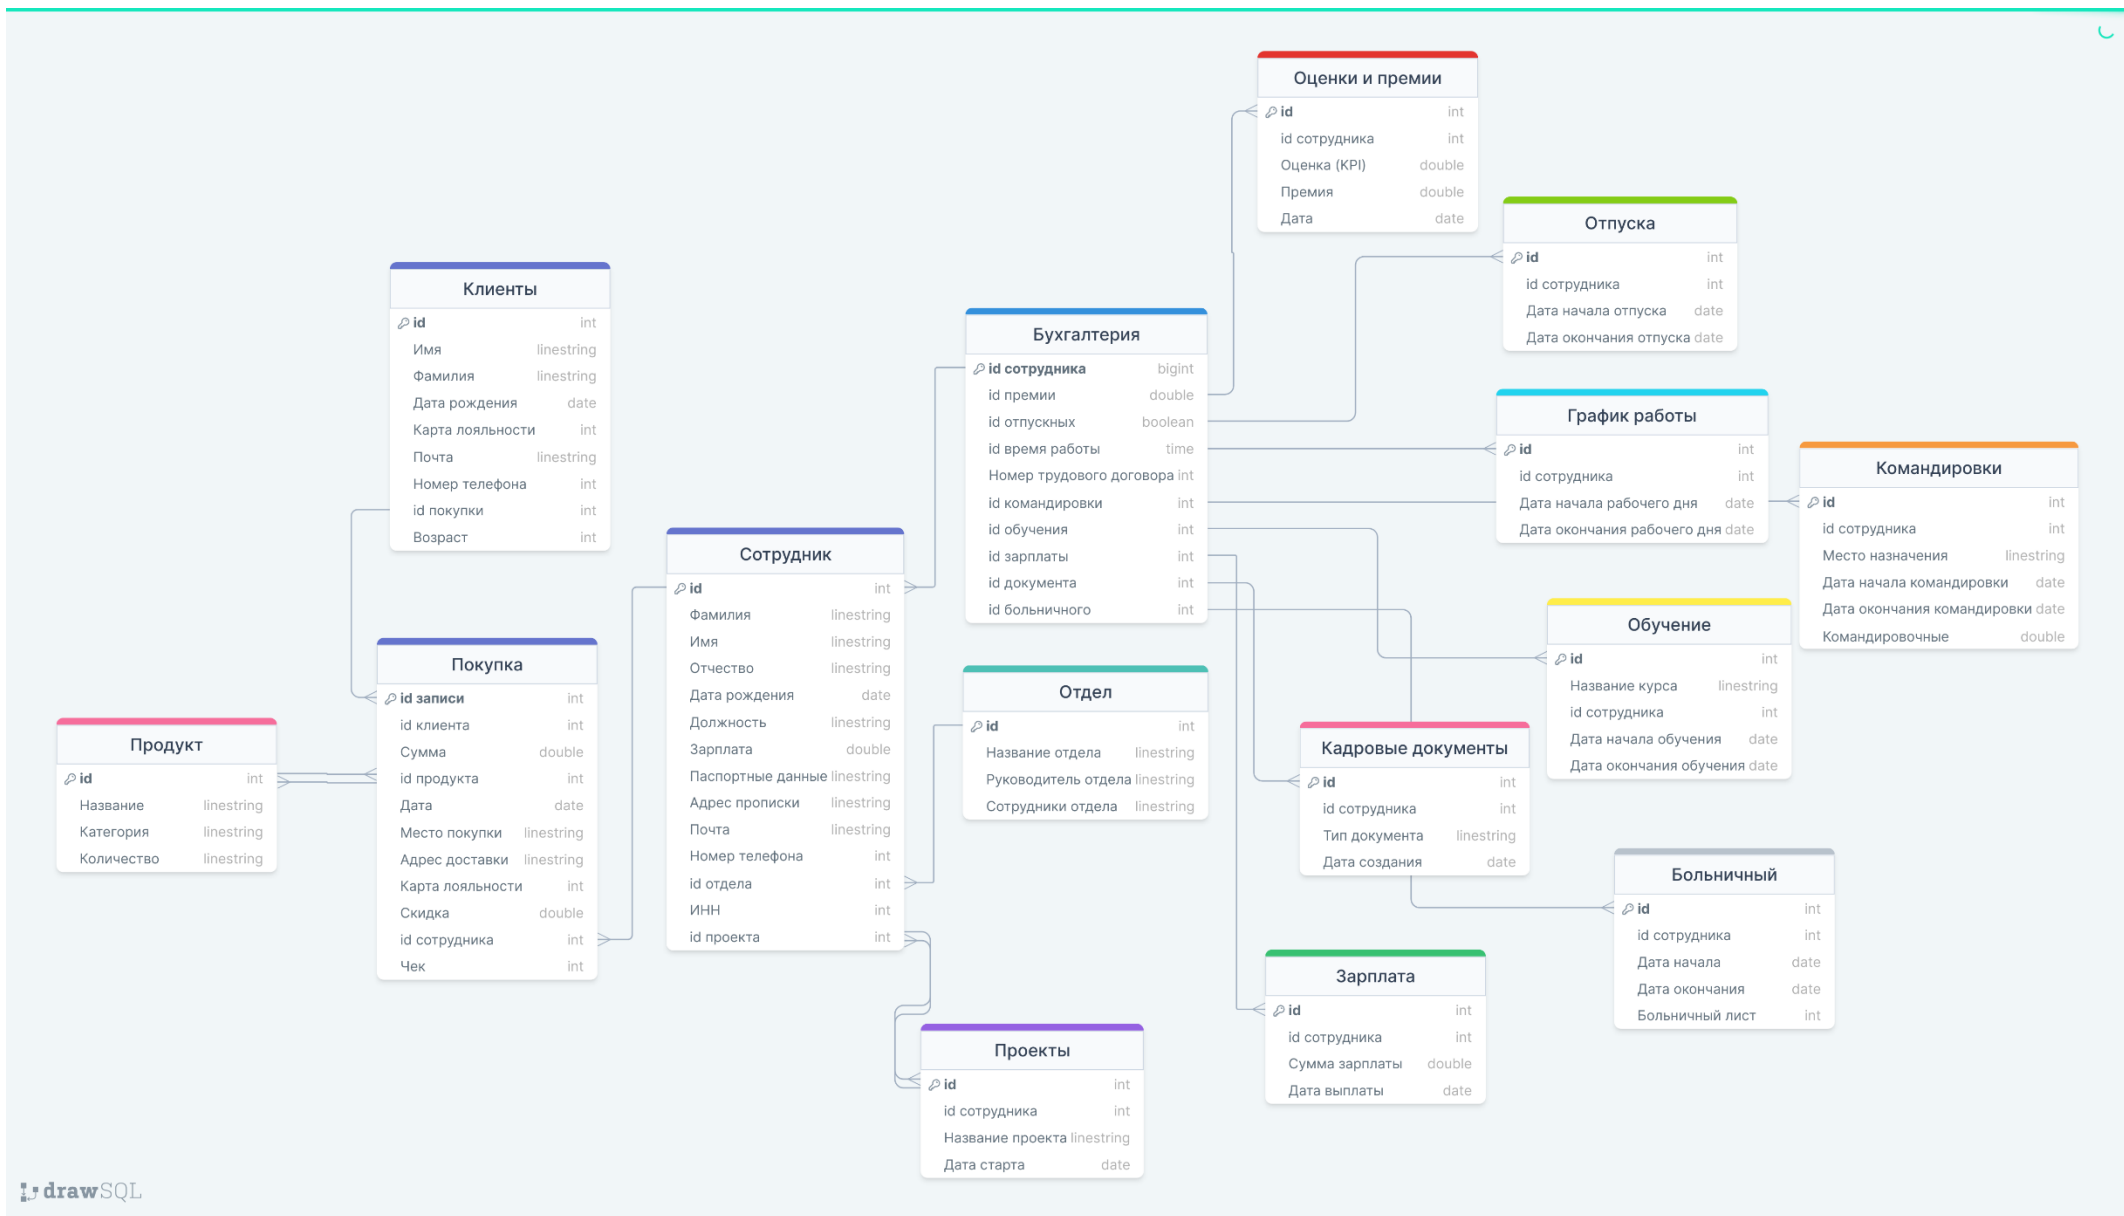 Оценки и премии
id int
id сотрудника int
Оценка (KPI) double
Премия double
Дата date
Отпуска
id int
id сотрудника int
Дата начала отпуска date
Дата окончания отпуска date
Клиенты
id int
Имя linestring
Фамилия linestring
Дата рождения date
Карта лояльности int
Почта linestring
Номер телефона int
id покупки int
Возраст int
Бухгалтерия
id сотрудника bigint
id премии double
id отпускных boolean
id время работы time
Номер трудового договора int
id командировки int
id обучения int
id зарплаты int
id документа int
id больничного int
График работы
id int
id сотрудника int
Дата начала рабочего дня date
Дата окончания рабочего дня date
Командировки
id int
id сотрудника int
Место назначения linestring
Дата начала командировки date
Дата окончания командировки date
Командировочные double
Сотрудник
id int
Фамилия linestring
Имя linestring
Отчество linestring
Дата рождения date
Должность linestring
Зарплата double
Паспортные данные linestring
Адрес прописки linestring
Почта linestring
Номер телефона int
id отдела int
ИНН int
id проекта int
Обучение
id int
Название курса linestring
id сотрудника int
Дата начала обучения date
Дата окончания обучения date
Покупка
id записи int
id клиента int
Сумма double
id продукта int
Дата date
Место покупки linestring
Адрес доставки linestring
Карта лояльности int
Скидка double
id сотрудника int
Чек int
Отдел
id int
Название отдела linestring
Руководитель отдела linestring
Сотрудники отдела linestring
Продукт
id int
Название linestring
Категория linestring
Количество linestring
Кадровые документы
id int
id сотрудника int
Тип документа linestring
Дата создания date
Больничный
id int
id сотрудника int
Дата начала date
Дата окончания date
Больничный лист int
Зарплата
id int
id сотрудника int
Сумма зарплаты double
Дата выплаты date
Проекты
id int
id сотрудника int
Название проекта linestring
Дата старта date
drawSQL